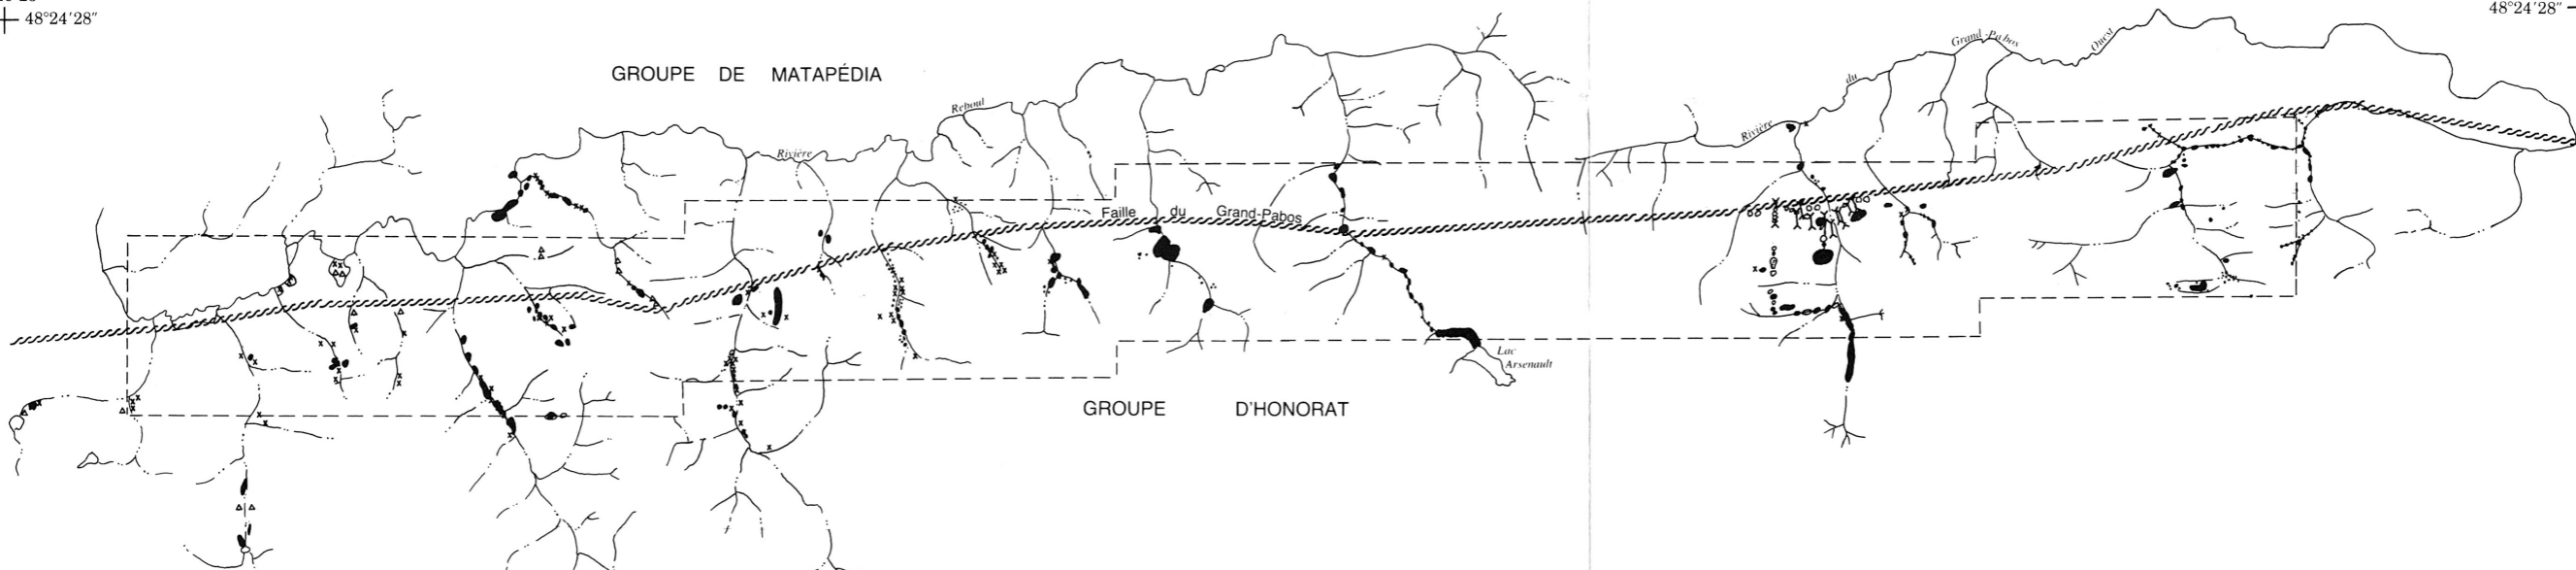 48°24'28"
48°24'28"
GROUPE DE MATAPÉDIA
Rivière
Reboul
Rivière du Grand-Pabos Ouest
Faille du Grand-Pabos
Lac
Arsenault
GROUPE D'HONORAT